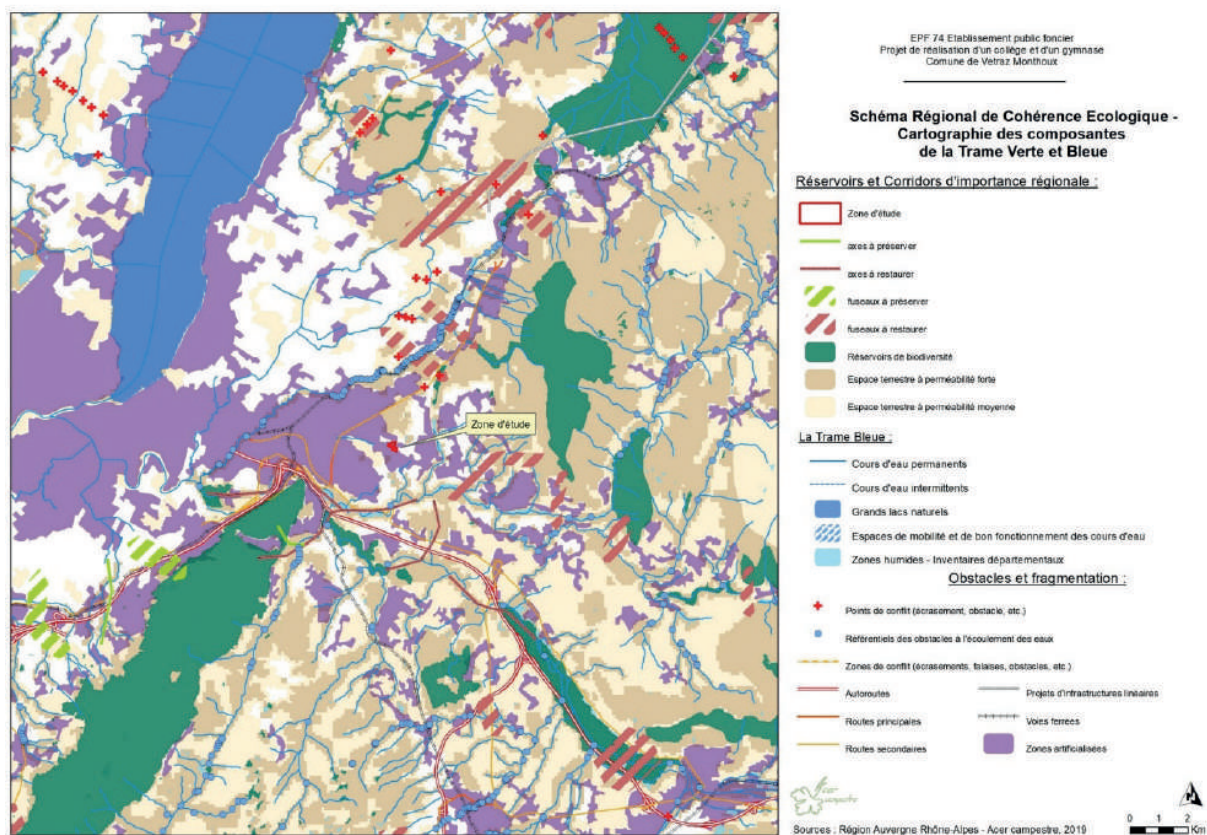 EPF 74 Etablissement public foncier
Projet de réalisation d'un collège et d'un gymnase
Comune de Vetraz Monthoux
Schéma Régional de Cohérence Ecologique -
Cartographie des composantes
de la Trame Verte et Bleue
Réservoirs et Corridors d'importance régionale :
Zone d'étude
axes à préserver
axes à restaurer
fuseaux à préserver
fuseaux à restaurer
Réservoirs de biodiversité
Espace terrestre à perméabilité forte
Espace terrestre à perméabilité moyenne
Zone d'étude
La Trame Bleue :
Cours d'eau permanents
Cours d'eau intermittents
Grands lacs naturels
Espaces de mobilité et de bon fonctionnement des cours d'eau
Zones humides - Inventaires départementaux
Obstacles et fragmentation :
Points de conflit (écrasement, obstacle, etc.)
Référentiels des obstacles à l'écoulement des eaux
Zones de conflit (écrasements, falaises, obstacles, etc.)
Autoroutes
Projets d'infrastructures linéaires
Routes principales
Voies ferrées
Routes secondaires
Zones artificialisées
Acer
campestre
Sources : Région Auvergne Rhône-Alpes - Acer campestre, 2019
0 1 2
Km